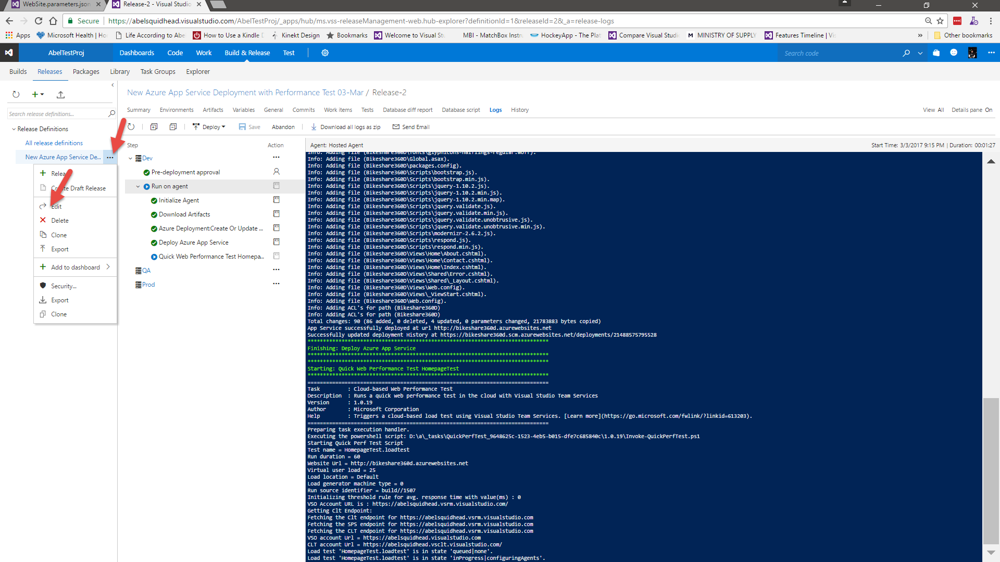 WebSite.parameters.json
Release-2 - Visual Studio
Secure
https://abelsquidhead.visualstudio.com/AbelTestProj/_apps/hub/ms.vss-releaseManagement-web.hub-explorer?definitionId=1&releaseId=2&_a=release-logs
Apps
Microsoft Health | Ho
Life According to Abe
How to Use a Kindle D
Kinekt Design
Bookmarks
Welcome to Visual Stu
MBI - MatchBox Instru
HockeyApp - The Plat
Compare Visual Studio
MINISTRY OF SUPPLY
Features Timeline | Vis
»
Other bookmarks
AbelTestProj
Dashboards
Code
Work
Build & Release
Test
Search code
Builds
Releases
Packages
Library
Task Groups
Explorer
New Azure App Service Deployment with Performance Test 03-Mar / Release-2
Search release definitions...
Summary
Environments
Artifacts
Variables
General
Commits
Work items
Tests
Database diff report
Database script
Logs
History
View All
Details pane On
Deploy
Save
Abandon
Download all logs as zip
Send Email
Release Definitions
All release definitions
New Azure App Service De...
Create Draft Release
Edit
Delete
Clone
Export
Add to dashboard
Security...
Export
Clone
Step
Action
Dev
Pre-deployment approval
Run on agent
Initialize Agent
Download Artifacts
Azure Deployment:Create Or Update ...
Deploy Azure App Service
Quick Web Performance Test Homepa...
QA
Prod
Agent: Hosted Agent
Start Time: 3/3/2017 9:15 PM | Duration: 00:01:27
Info: Adding file (Bikeshare360D\fonts\glyphicons-halflings-regular.woff).
Info: Adding file (Bikeshare360D\Global.asax).
Info: Adding file (Bikeshare360D\packages.config).
Info: Adding file (Bikeshare360D\Scripts\bootstrap.js).
Info: Adding file (Bikeshare360D\Scripts\bootstrap.min.js).
Info: Adding file (Bikeshare360D\Scripts\jquery-1.10.2.js).
Info: Adding file (Bikeshare360D\Scripts\jquery-1.10.2.min.js).
Info: Adding file (Bikeshare360D\Scripts\jquery-1.10.2.min.map).
Info: Adding file (Bikeshare360D\Scripts\jquery.validate.js).
Info: Adding file (Bikeshare360D\Scripts\jquery.validate.min.js).
Info: Adding file (Bikeshare360D\Scripts\jquery.validate.unobtrusive.js).
Info: Adding file (Bikeshare360D\Scripts\jquery.validate.unobtrusive.min.js).
Info: Adding file (Bikeshare360D\Scripts\modernizr-2.6.2.js).
Info: Adding file (Bikeshare360D\Scripts\respond.js).
Info: Adding file (Bikeshare360D\Scripts\respond.min.js).
Info: Adding file (Bikeshare360D\Views\Home\About.cshtml).
Info: Adding file (Bikeshare360D\Views\Home\Contact.cshtml).
Info: Adding file (Bikeshare360D\Views\Home\Index.cshtml).
Info: Adding file (Bikeshare360D\Views\Shared\Error.cshtml).
Info: Adding file (Bikeshare360D\Views\Shared\_Layout.cshtml).
Info: Adding file (Bikeshare360D\Views\Web.config).
Info: Adding file (Bikeshare360D\Views\_ViewStart.cshtml).
Info: Adding file (Bikeshare360D\Web.config).
Info: Adding ACL's for path (Bikeshare360D)
Info: Adding ACL's for path (Bikeshare360D)
Total changes: 90 (86 added, 0 deleted, 4 updated, 0 parameters changed, 21783883 bytes copied)
App Service successfully deployed at url http://bikeshare360d.azurewebsites.net
Successfully updated deployment History at https://bikeshare360d.scm.azurewebsites.net/deployments/21488575795528
******************************************************************************
Finishing: Deploy Azure App Service
******************************************************************************
******************************************************************************
Starting: Quick Web Performance Test HomepageTest
******************************************************************************
==============================================================================
Task : Cloud-based Web Performance Test
Description : Runs a quick web performance test in the cloud with Visual Studio Team Services
Version : 1.0.19
Author : Microsoft Corporation
Help : Triggers a cloud-based load test using Visual Studio Team Services. [Learn more](https://go.microsoft.com/fwlink/?linkid=613203).
==============================================================================
Preparing task execution handler.
Executing the powershell script: D:\a\_tasks\QuickPerfTest_9648625c-1523-4eb5-b015-dfe7c685840c\1.0.19\Invoke-QuickPerfTest.ps1
Starting Quick Perf Test Script
Test name = HomepageTest.loadtest
Run duration = 60
Website Url = http://bikeshare360d.azurewebsites.net
Virtual user load = 25
Load location = Default
Load generator machine type = 0
Run source identifier = build//1507
Initializing threshold rule for avg. response time with value(ms) : 0
VSO Account URL is : https://abelsquidhead.vsrm.visualstudio.com/
Getting Clt Endpoint:
Fetching the Clt endpoint for https://abelsquidhead.vsrm.visualstudio.com
Fetching the SPS endpoint for https://abelsquidhead.vsrm.visualstudio.com
Fetching the CLT endpoint for https://abelsquidhead.vsrm.visualstudio.com
VSO account Url = https://abelsquidhead.visualstudio.com
CLT account Url = https://abelsquidhead.vsclt.visualstudio.com/
Load test 'HomepageTest.loadtest' is in state 'queued|none'.
Load test 'HomepageTest.loadtest' is in state 'inProgress|configuringAgents'.